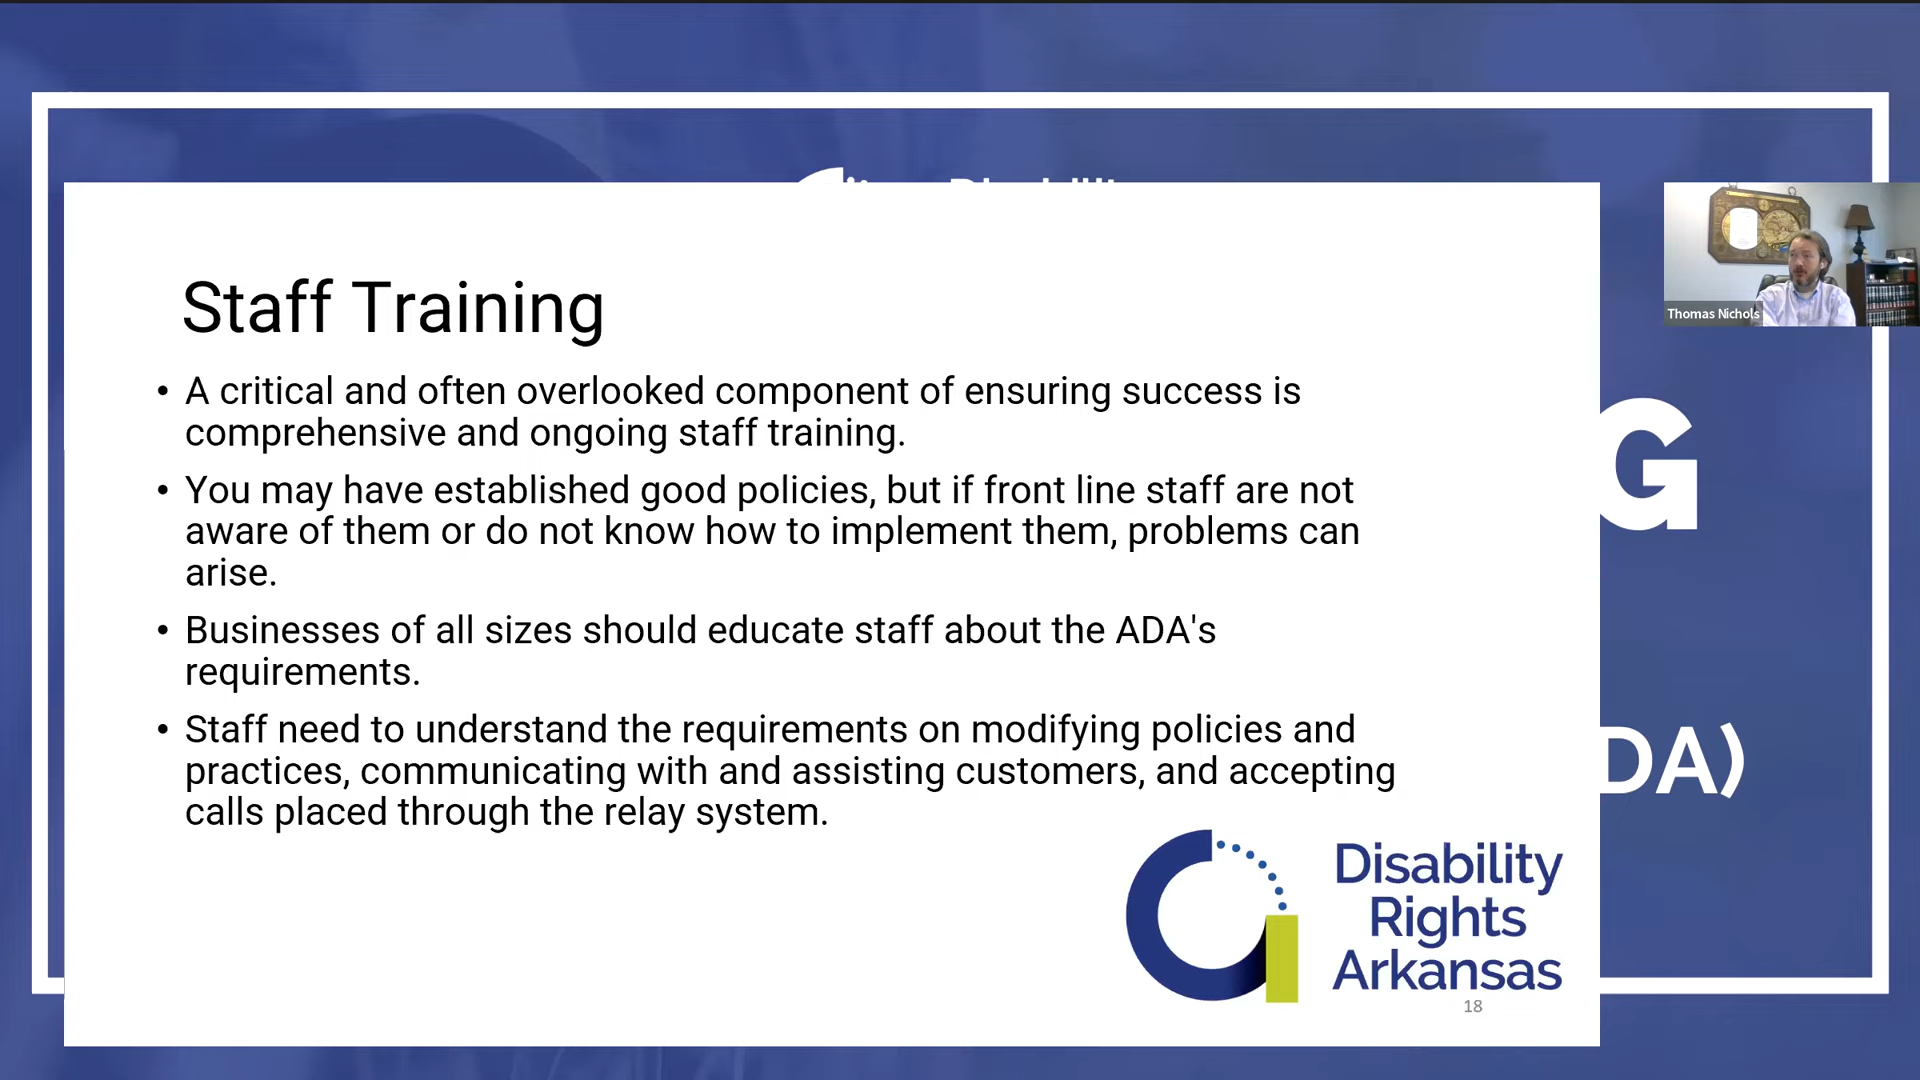 Staff Training
• A critical and often overlooked component of ensuring success is
comprehensive and ongoing staff training.
• You may have established good policies, but if front line staff are not
aware of them or do not know how to implement them, problems can
arise.
• Businesses of all sizes should educate staff about the ADA's
requirements.
• Staff need to understand the requirements on modifying policies and
practices, communicating with and assisting customers, and accepting
calls placed through the relay system.
Disability
Rights
Arkansas
18
Thomas Nichols
G
DA)